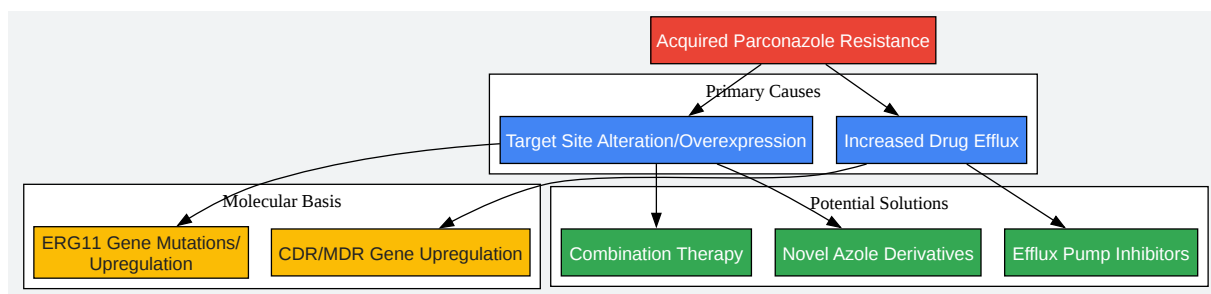 Acquired Parconazole Resistance
Primary Causes
Target Site Alteration/Overexpression
Increased Drug Efflux
Molecular Basis
ERG11 Gene Mutations/
Upregulation
CDR/MDR Gene Upregulation
Potential Solutions
Combination Therapy
Novel Azole Derivatives
Efflux Pump Inhibitors